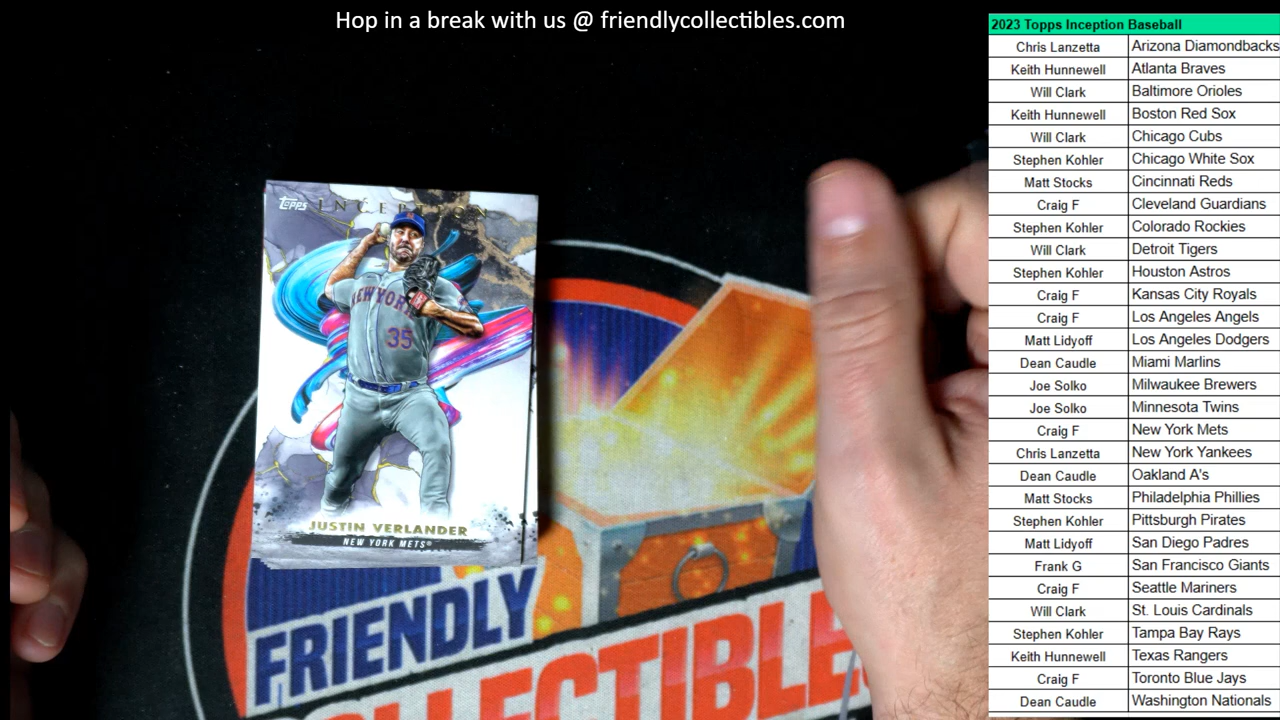 Hop in a break with us @ friendlycollectibles.com
2023 Topps Inception Baseball
Chris Lanzetta Arizona Diamondbacks
Keith Hunnewell Atlanta Braves
Will Clark Baltimore Orioles
Keith Hunnewell Boston Red Sox
Will Clark Chicago Cubs
Stephen Kohler Chicago White Sox
Matt Stocks Cincinnati Reds
Craig F Cleveland Guardians
Stephen Kohler Colorado Rockies
Will Clark Detroit Tigers
Stephen Kohler Houston Astros
Craig F Kansas City Royals
Craig F Los Angeles Angels
Matt Lidyoff Los Angeles Dodgers
Dean Caudle Miami Marlins
Joe Solko Milwaukee Brewers
Joe Solko Minnesota Twins
Craig F New York Mets
Chris Lanzetta New York Yankees
Dean Caudle Oakland A's
Matt Stocks Philadelphia Phillies
Stephen Kohler Pittsburgh Pirates
Matt Lidyoff San Diego Padres
Frank G San Francisco Giants
Craig F Seattle Mariners
Will Clark St. Louis Cardinals
Stephen Kohler Tampa Bay Rays
Keith Hunnewell Texas Rangers
Craig F Toronto Blue Jays
Dean Caudle Washington Nationals
Topps INCEPTION
NEW YORK
35
JUSTIN VERLANDER
NEW YORK METS®
FRIENDLY
COLLECTIBLES